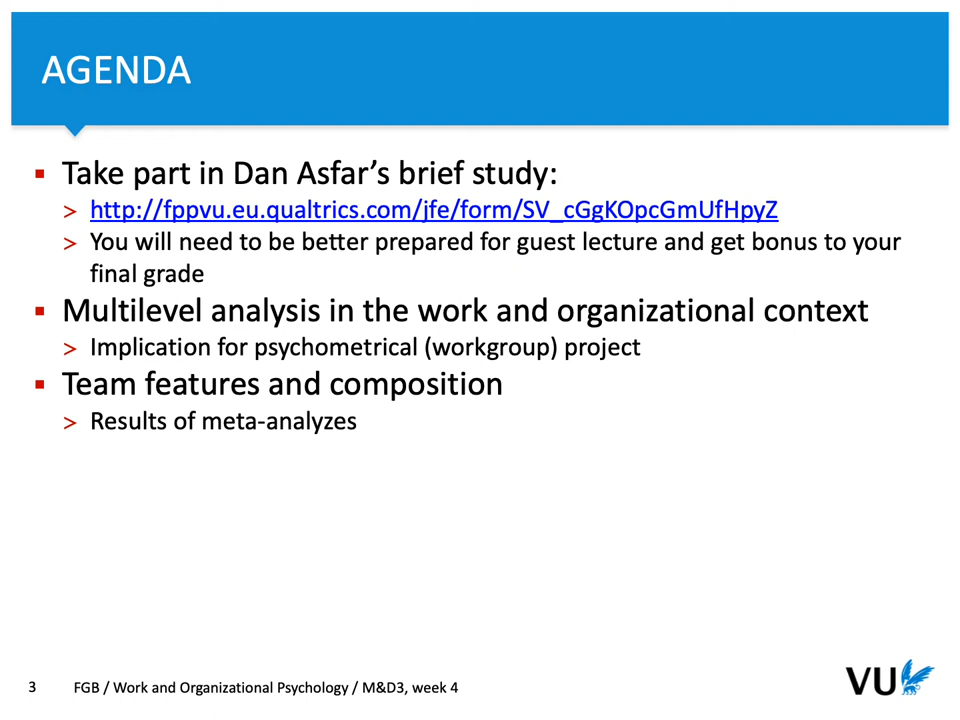 AGENDA
▪ Take part in Dan Asfar’s brief study:
> http://fppvu.eu.qualtrics.com/jfe/form/SV_cGgKOpcGmUfHpyZ
> You will need to be better prepared for guest lecture and get bonus to your
final grade
▪ Multilevel analysis in the work and organizational context
> Implication for psychometrical (workgroup) project
▪ Team features and composition
> Results of meta-analyzes
3 FGB / Work and Organizational Psychology / M&D3, week 4
VU